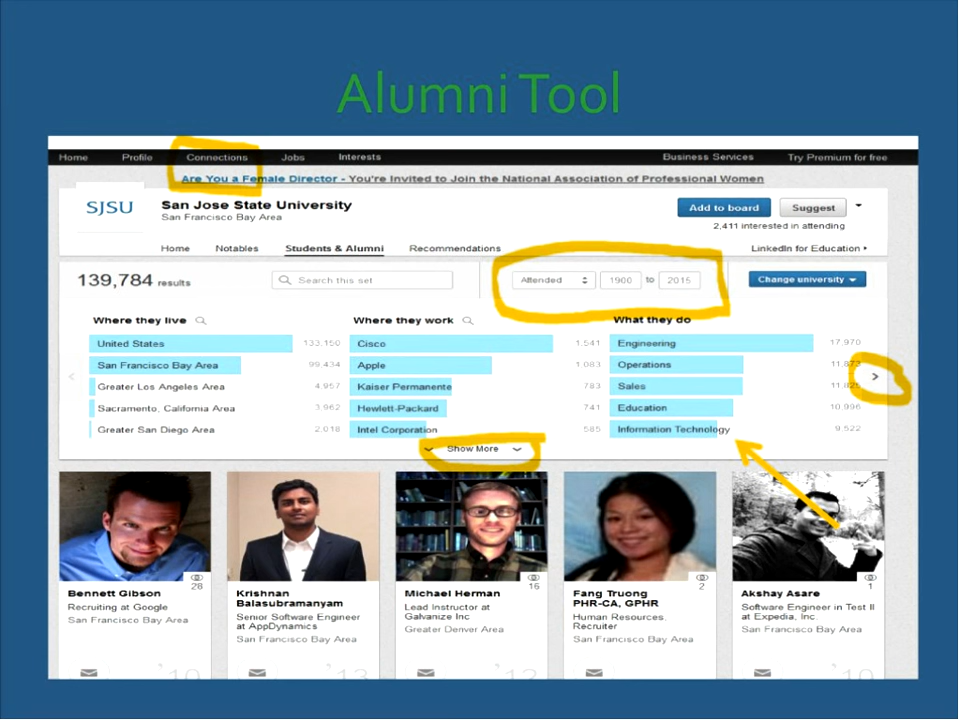 Alumni Tool
Home Profile Connections Jobs Interests Business Services Try Premium for free
Are You a Female Director - You're Invited to Join the National Association of Professional Women
SJSU
San Jose State University
San Francisco Bay Area
Add to board Suggest
2,411 interested in attending
Home Notables Students & Alumni Recommendations LinkedIn for Education
139,784 results
Search this set
Attended 1900 to 2015
Change university
Where they live Where they work What they do
United States 133,150 Cisco 1,541 Engineering 17,970
San Francisco Bay Area 99,434 Apple 1,083 Operations 11,873
Greater Los Angeles Area 4,957 Kaiser Permanente 783 Sales 11,825
Sacramento, California Area 3,962 Hewlett-Packard 741 Education 10,996
Greater San Diego Area 2,018 Intel Corporation 585 Information Technology 9,522
Show More
28 16 2 1
Bennett Gibson
Recruiting at Google
San Francisco Bay Area
Krishnan
Balasubramanyam
Senior Software Engineer
at AppDynamics
San Francisco Bay Area
Michael Herman
Lead Instructor at
Galvanize Inc
Greater Denver Area
Fang Truong
PHR-CA, GPHR
Human Resources,
Recruiter
San Francisco Bay Area
Akshay Asare
Software Engineer in Test II
at Expedia, Inc.
San Francisco Bay Area